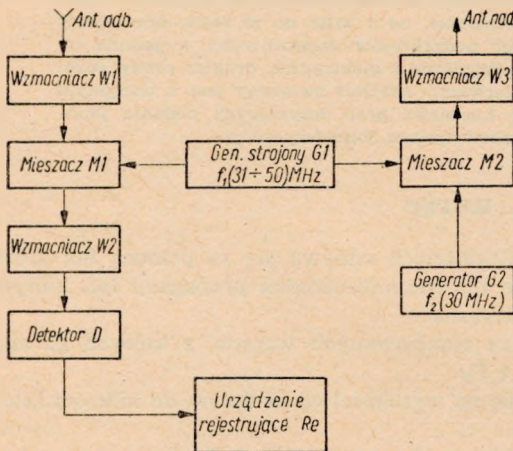 Ant. odb.
Ant. nad.
Wzmacniacz W1
Wzmacniacz W3
Mieszacz M1
Gen. strojony G1
f₁(31÷50)MHz
Mieszacz M2
Wzmacniacz W2
Generator G2
f₂(30 MHz)
Detektor D
Urządzenie
rejestrujące Re